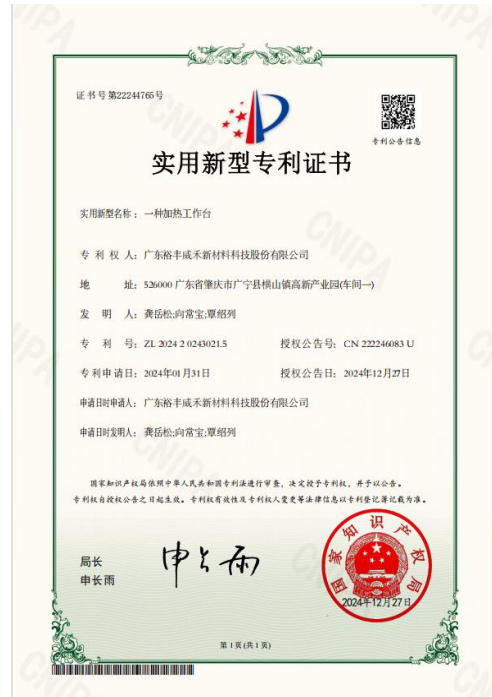 证书号第22244765号
专利公告信息
实用新型专利证书
实用新型名称：一种加热工作台
专 利 权 人：广东裕丰威禾新材料科技股份有限公司
地 址：526000 广东省肇庆市广宁县横山镇高新产业园(车间一)
发 明 人：龚岳松;向常宝;覃绍列
专 利 号：ZL 2024 2 0243021.5 授权公告号：CN 222246083 U
专利申请日：2024年01月31日 授权公告日：2024年12月27日
申请日时申请人：广东裕丰威禾新材料科技股份有限公司
申请日时发明人：龚岳松;向常宝;覃绍列
国家知识产权局依照中华人民共和国专利法进行审查，决定授予专利权，并予以公告。
专利权自授权公告之日起生效。专利权有效性及专利权人变更等法律信息以专利登记簿记载为准。
局长
申长雨
申长雨
国家知识产权局
2024年12月27日
第 1 页(共 1 页)
CNIPA